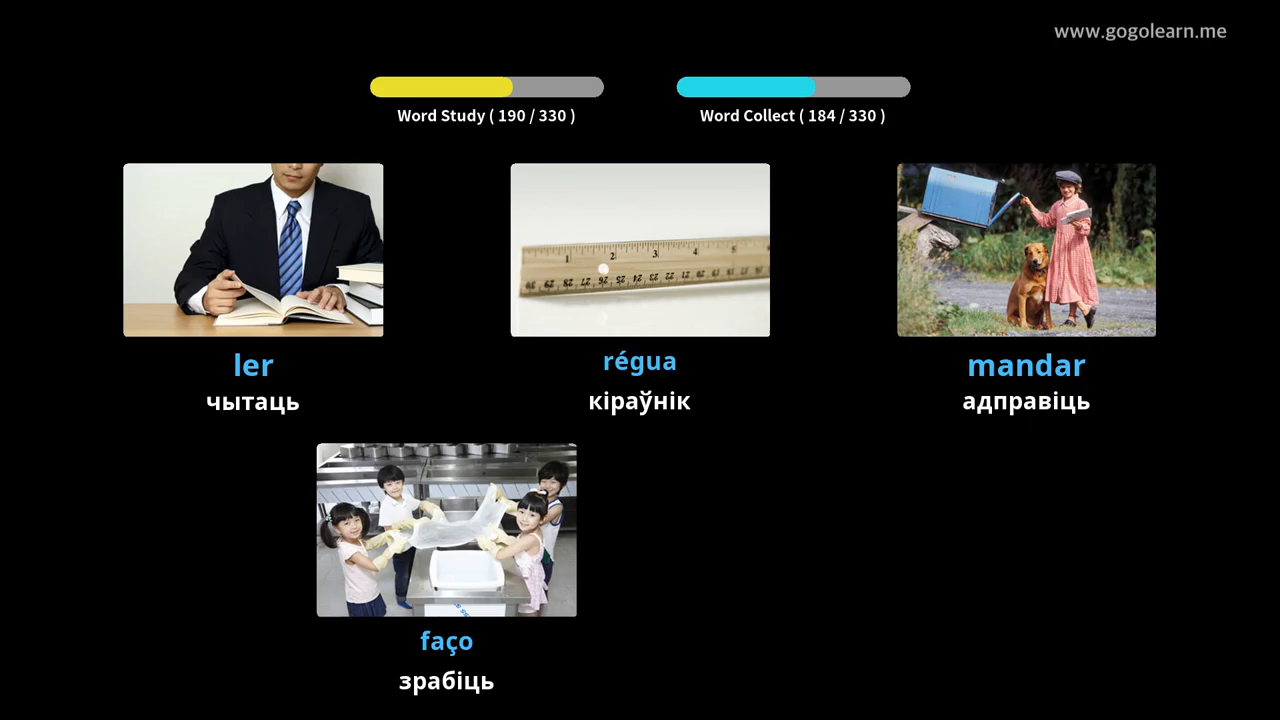 www.gogolearn.me
Word Study ( 190 / 330 )
Word Collect ( 184 / 330 )
ler
régua
mandar
чытаць
кіраўнік
адправіць
faço
зрабіць